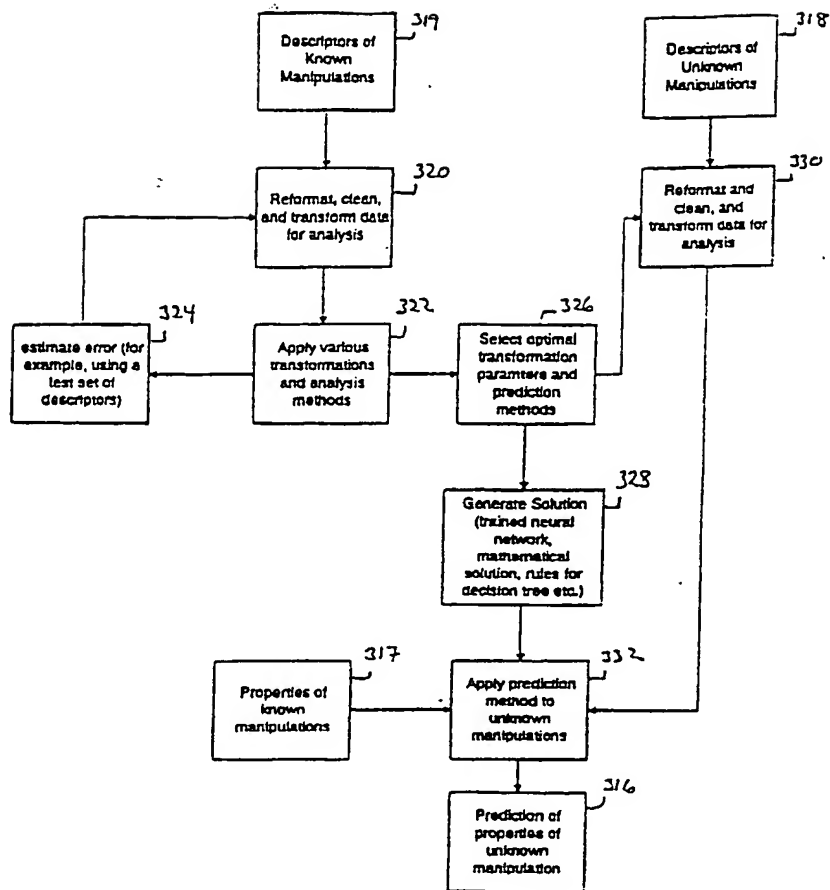 319
Descriptors of
Known
Manipulations
318
Descriptors of
Unknown
Manipulations
320
Reformat, clean,
and transform data
for analysis
330
Reformat and
clean, and
transform data for
analysis
324
estimate error (for
example, using a
test set of
descriptors)
322
Apply various
transformations
and analysis
methods
326
Select optimal
transformation
paramters and
prediction
methods
328
Generate Solution
(trained neural
network,
mathematical
solution, rules for
decision tree etc.)
317
Properties of
known
manipulations
332
Apply prediction
method to
unknown
manipulations
316
Prediction of
properties of
unknown
manipulation